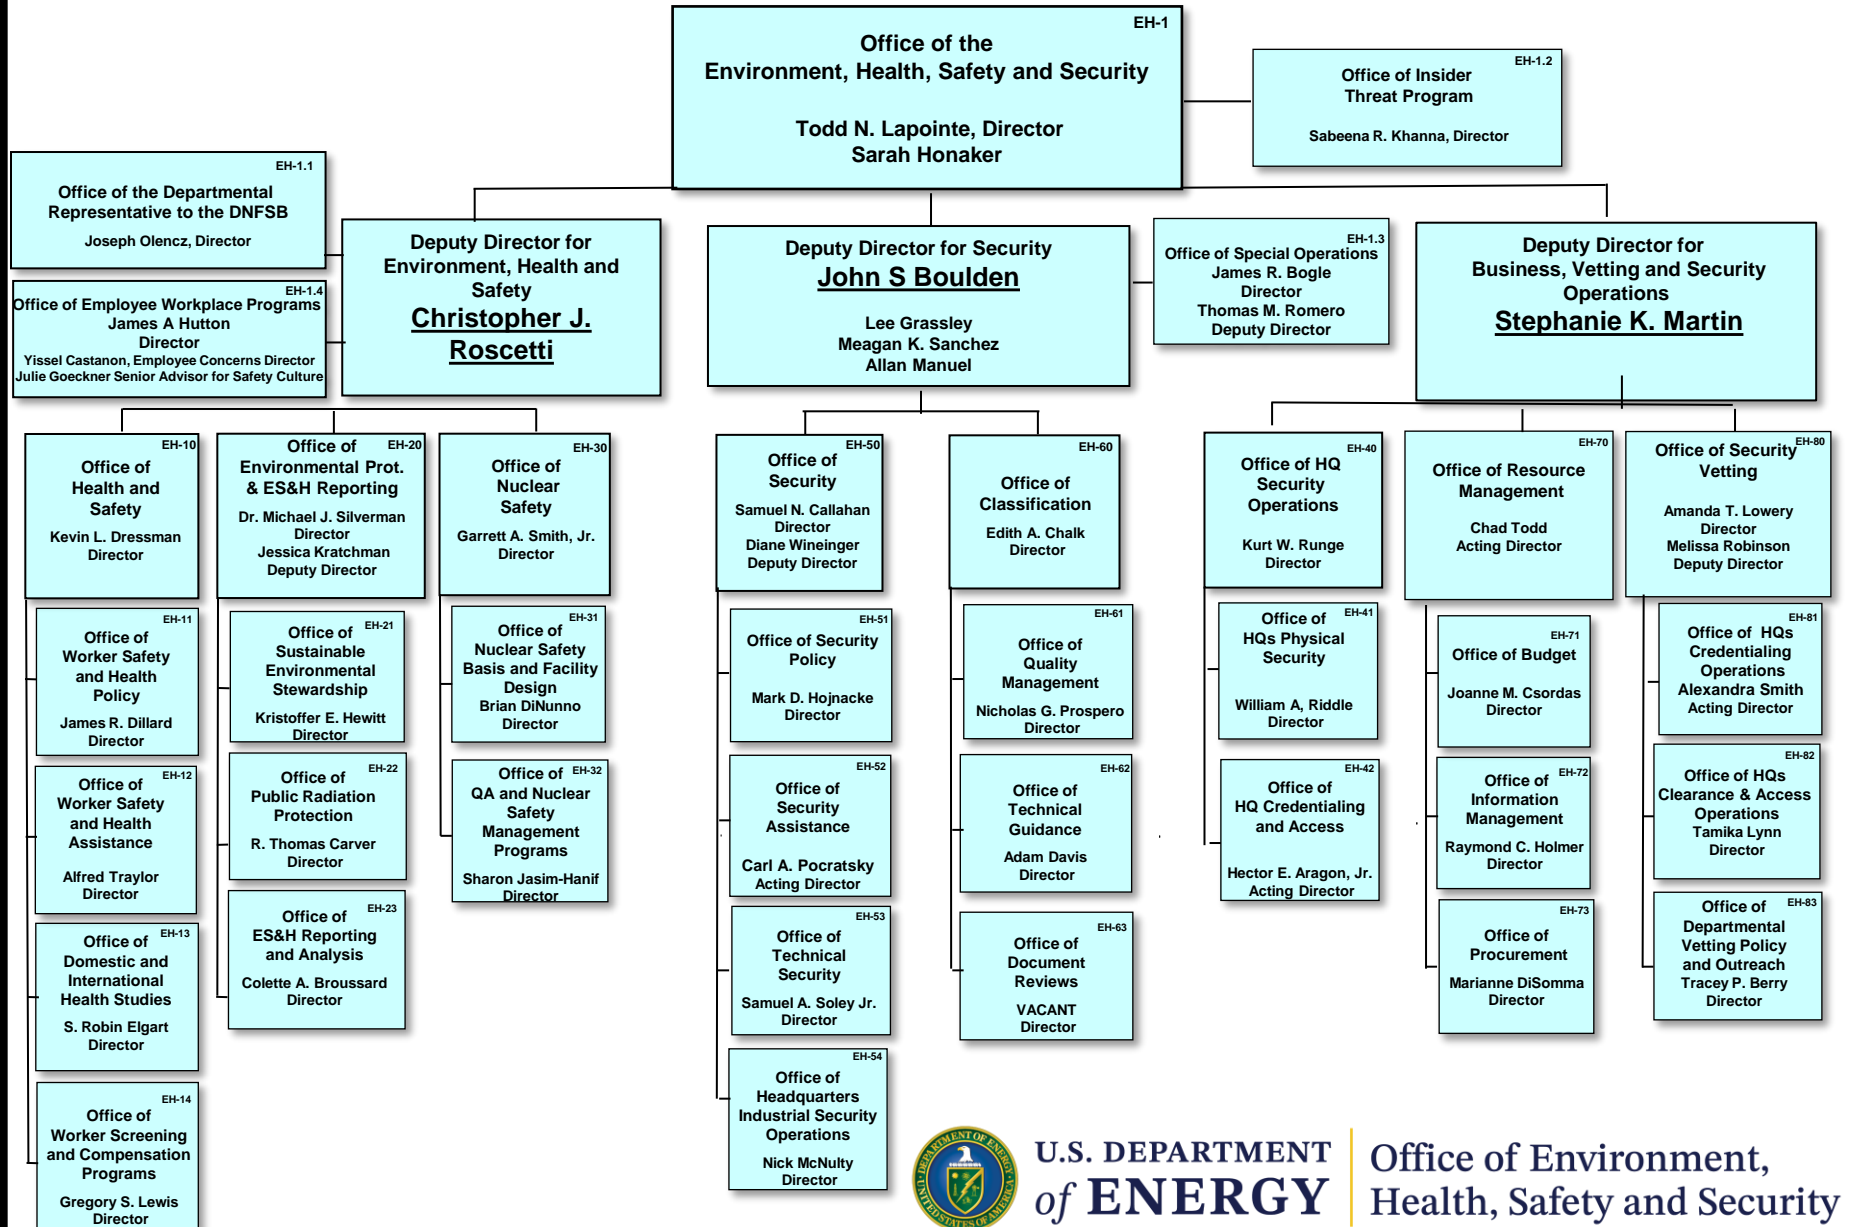 EH-1
Office of the
Environment, Health, Safety and Security
Todd N. Lapointe, Director
Sarah Honaker
EH-1.2
Office of Insider
Threat Program
Sabeena R. Khanna, Director
EH-1.1
Office of the Departmental
Representative to the DNFSB
Joseph Olencz, Director
EH-1.4
Office of Employee Workplace Programs
James A Hutton
Director
Yissel Castanon, Employee Concerns Director
Julie Goeckner Senior Advisor for Safety Culture
Deputy Director for
Environment, Health and
Safety
Christopher J.
Roscetti
Deputy Director for Security
John S Boulden
Lee Grassley
Meagan K. Sanchez
Allan Manuel
EH-1.3
Office of Special Operations
James R. Bogle
Director
Thomas M. Romero
Deputy Director
Deputy Director for
Business, Vetting and Security
Operations
Stephanie K. Martin
EH-10
Office of
Health and
Safety
Kevin L. Dressman
Director
EH-20
Office of
Environmental Prot.
& ES&H Reporting
Dr. Michael J. Silverman
Director
Jessica Kratchman
Deputy Director
EH-30
Office of
Nuclear
Safety
Garrett A. Smith, Jr.
Director
EH-50
Office of
Security
Samuel N. Callahan
Director
Diane Wineinger
Deputy Director
EH-60
Office of
Classification
Edith A. Chalk
Director
EH-40
Office of HQ
Security
Operations
Kurt W. Runge
Director
EH-70
Office of Resource
Management
Chad Todd
Acting Director
EH-80
Office of Security
Vetting
Amanda T. Lowery
Director
Melissa Robinson
Deputy Director
EH-11
Office of
Worker Safety
and Health
Policy
James R. Dillard
Director
EH-12
Office of
Worker Safety
and Health
Assistance
Alfred Traylor
Director
EH-13
Office of
Domestic and
International
Health Studies
S. Robin Elgart
Director
EH-14
Office of
Worker Screening
and Compensation
Programs
Gregory S. Lewis
Director
EH-21
Office of
Sustainable
Environmental
Stewardship
Kristoffer E. Hewitt
Director
EH-22
Office of
Public Radiation
Protection
R. Thomas Carver
Director
EH-23
Office of
ES&H Reporting
and Analysis
Colette A. Broussard
Director
EH-31
Office of
Nuclear Safety
Basis and Facility
Design
Brian DiNunno
Director
EH-32
Office of
QA and Nuclear
Safety
Management
Programs
Sharon Jasim-Hanif
Director
EH-51
Office of Security
Policy
Mark D. Hojnacke
Director
EH-52
Office of
Security
Assistance
Carl A. Pocratsky
Acting Director
EH-53
Office of
Technical
Security
Samuel A. Soley Jr.
Director
EH-54
Office of
Headquarters
Industrial Security
Operations
Nick McNulty
Director
EH-61
Office of
Quality
Management
Nicholas G. Prospero
Director
EH-62
Office of
Technical
Guidance
Adam Davis
Director
EH-63
Office of
Document
Reviews
VACANT
Director
EH-41
Office of
HQs Physical
Security
William A, Riddle
Director
EH-42
Office of
HQ Credentialing
and Access
Hector E. Aragon, Jr.
Acting Director
EH-71
Office of Budget
Joanne M. Csordas
Director
EH-72
Office of
Information
Management
Raymond C. Holmer
Director
EH-73
Office of
Procurement
Marianne DiSomma
Director
EH-81
Office of HQs
Credentialing
Operations
Alexandra Smith
Acting Director
EH-82
Office of HQs
Clearance & Access
Operations
Tamika Lynn
Director
EH-83
Office of
Departmental
Vetting Policy
and Outreach
Tracey P. Berry
Director
DEPARTMENT OF ENERGY
UNITED STATES OF AMERICA
U.S. DEPARTMENT
of ENERGY
Office of Environment,
Health, Safety and Security